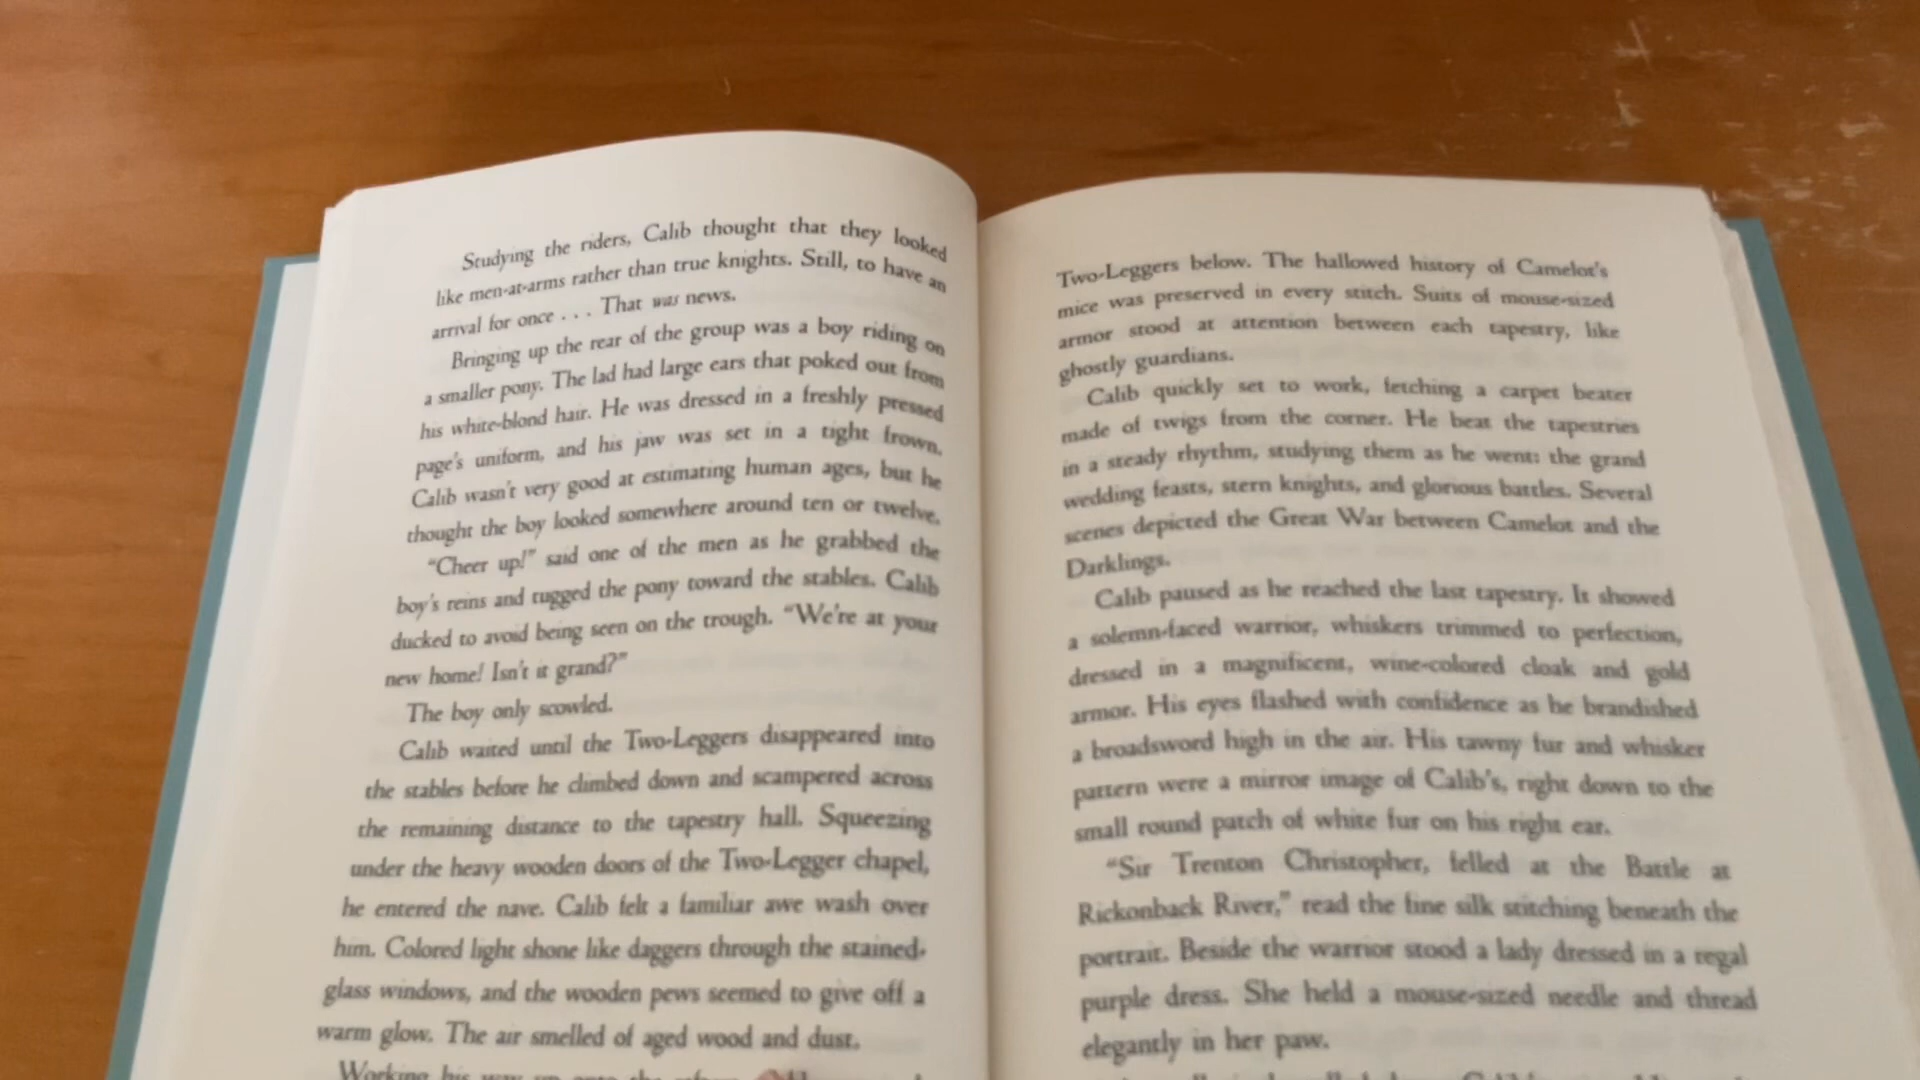 Studying the riders, Calib thought that they looked
like men-at-arms rather than true knights. Still, to have an
arrival for once . . . That was news.
Bringing up the rear of the group was a boy riding on
a smaller pony. The lad had large ears that poked out from
his white-blond hair. He was dressed in a freshly pressed
page's uniform, and his jaw was set in a tight frown.
Calib wasn't very good at estimating human ages, but he
thought the boy looked somewhere around ten or twelve.
“Cheer up!” said one of the men as he grabbed the
boy's reins and tugged the pony toward the stables. Calib
ducked to avoid being seen on the trough. “We're at your
new home! Isn't it grand?”
The boy only scowled.
Calib waited until the Two-Leggers disappeared into
the stables before he climbed down and scampered across
the remaining distance to the tapestry hall. Squeezing
under the heavy wooden doors of the Two-Legger chapel,
he entered the nave. Calib felt a familiar awe wash over
him. Colored light shone like daggers through the stained-
glass windows, and the wooden pews seemed to give off a
warm glow. The air smelled of aged wood and dust.
Working his way up onto the
Two-Leggers below. The hallowed history of Camelot's
mice was preserved in every stitch. Suits of mouse-sized
armor stood at attention between each tapestry, like
ghostly guardians.
Calib quickly set to work, fetching a carpet beater
made of twigs from the corner. He beat the tapestries
in a steady rhythm, studying them as he went: the grand
wedding feasts, stern knights, and glorious battles. Several
scenes depicted the Great War between Camelot and the
Darklings.
Calib paused as he reached the last tapestry. It showed
a solemn-faced warrior, whiskers trimmed to perfection,
dressed in a magnificent, wine-colored cloak and gold
armor. His eyes flashed with confidence as he brandished
a broadsword high in the air. His tawny fur and whisker
pattern were a mirror image of Calib's, right down to the
small round patch of white fur on his right ear.
“Sir Trenton Christopher, felled at the Battle at
Rickonback River,” read the fine silk stitching beneath the
portrait. Beside the warrior stood a lady dressed in a regal
purple dress. She held a mouse-sized needle and thread
elegantly in her paw.